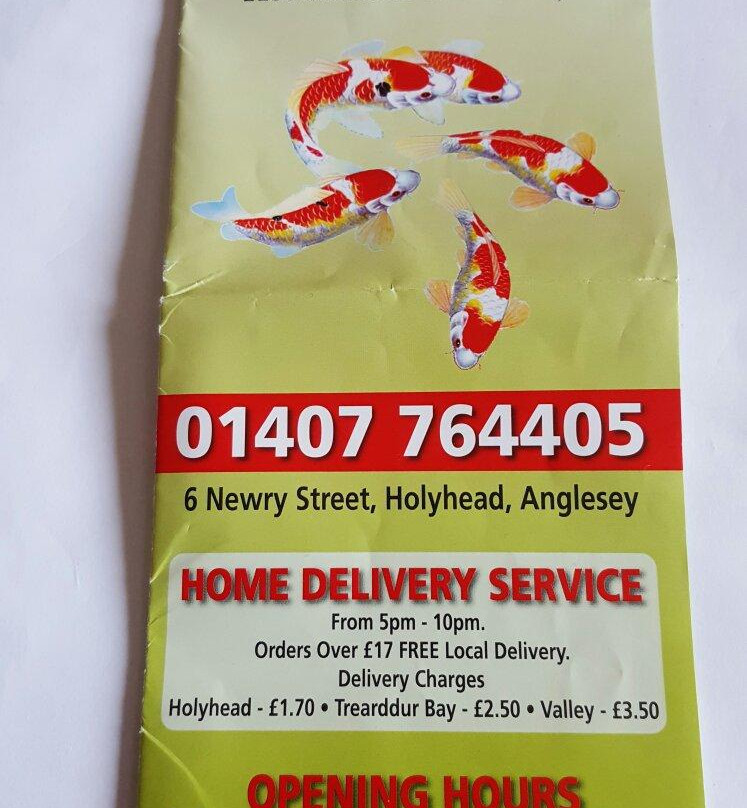 01407 764405
6 Newry Street, Holyhead, Anglesey
HOME DELIVERY SERVICE
From 5pm - 10pm.
Orders Over £17 FREE Local Delivery.
Delivery Charges
Holyhead - £1.70 • Trearddur Bay - £2.50 • Valley - £3.50
OPENING HOURS